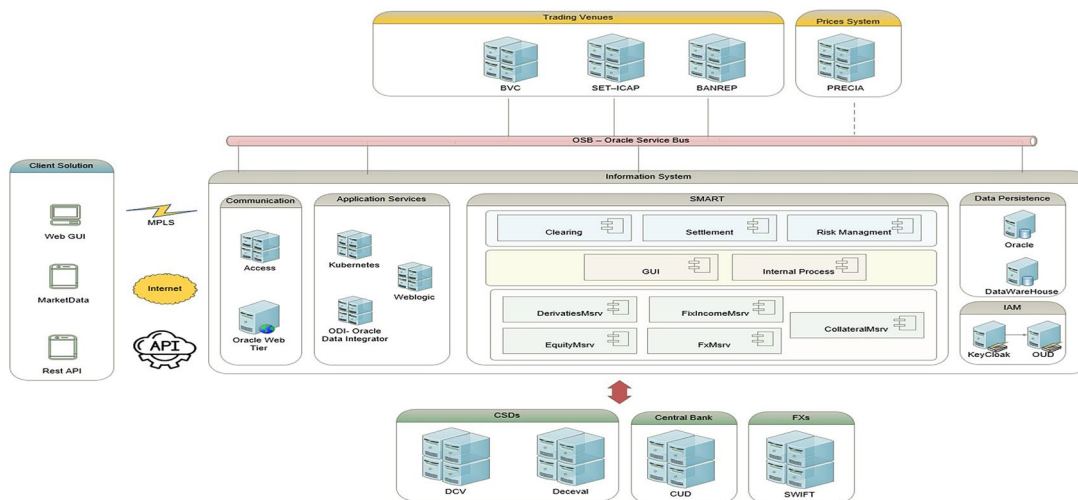 Trading Venues
Prices System
BVC
SET–ICAP
BANREP
PRECIA
OSB – Oracle Service Bus
Client Solution
Web GUI
MarketData
Rest API
MPLS
Internet
API
Information System
Communication
Access
Oracle Web
Tier
Application Services
Kubernetes
Weblogic
ODI- Oracle
Data Integrator
SMART
Clearing
Settlement
Risk Managment
GUI
Internal Process
DerivatiesMsrv
FixIncomeMsrv
CollateralMsrv
EquityMsrv
FxMsrv
Data Persistence
Oracle
DataWareHouse
IAM
KeyCloak
OUD
CSDs
DCV
Deceval
Central Bank
CUD
FXs
SWIFT